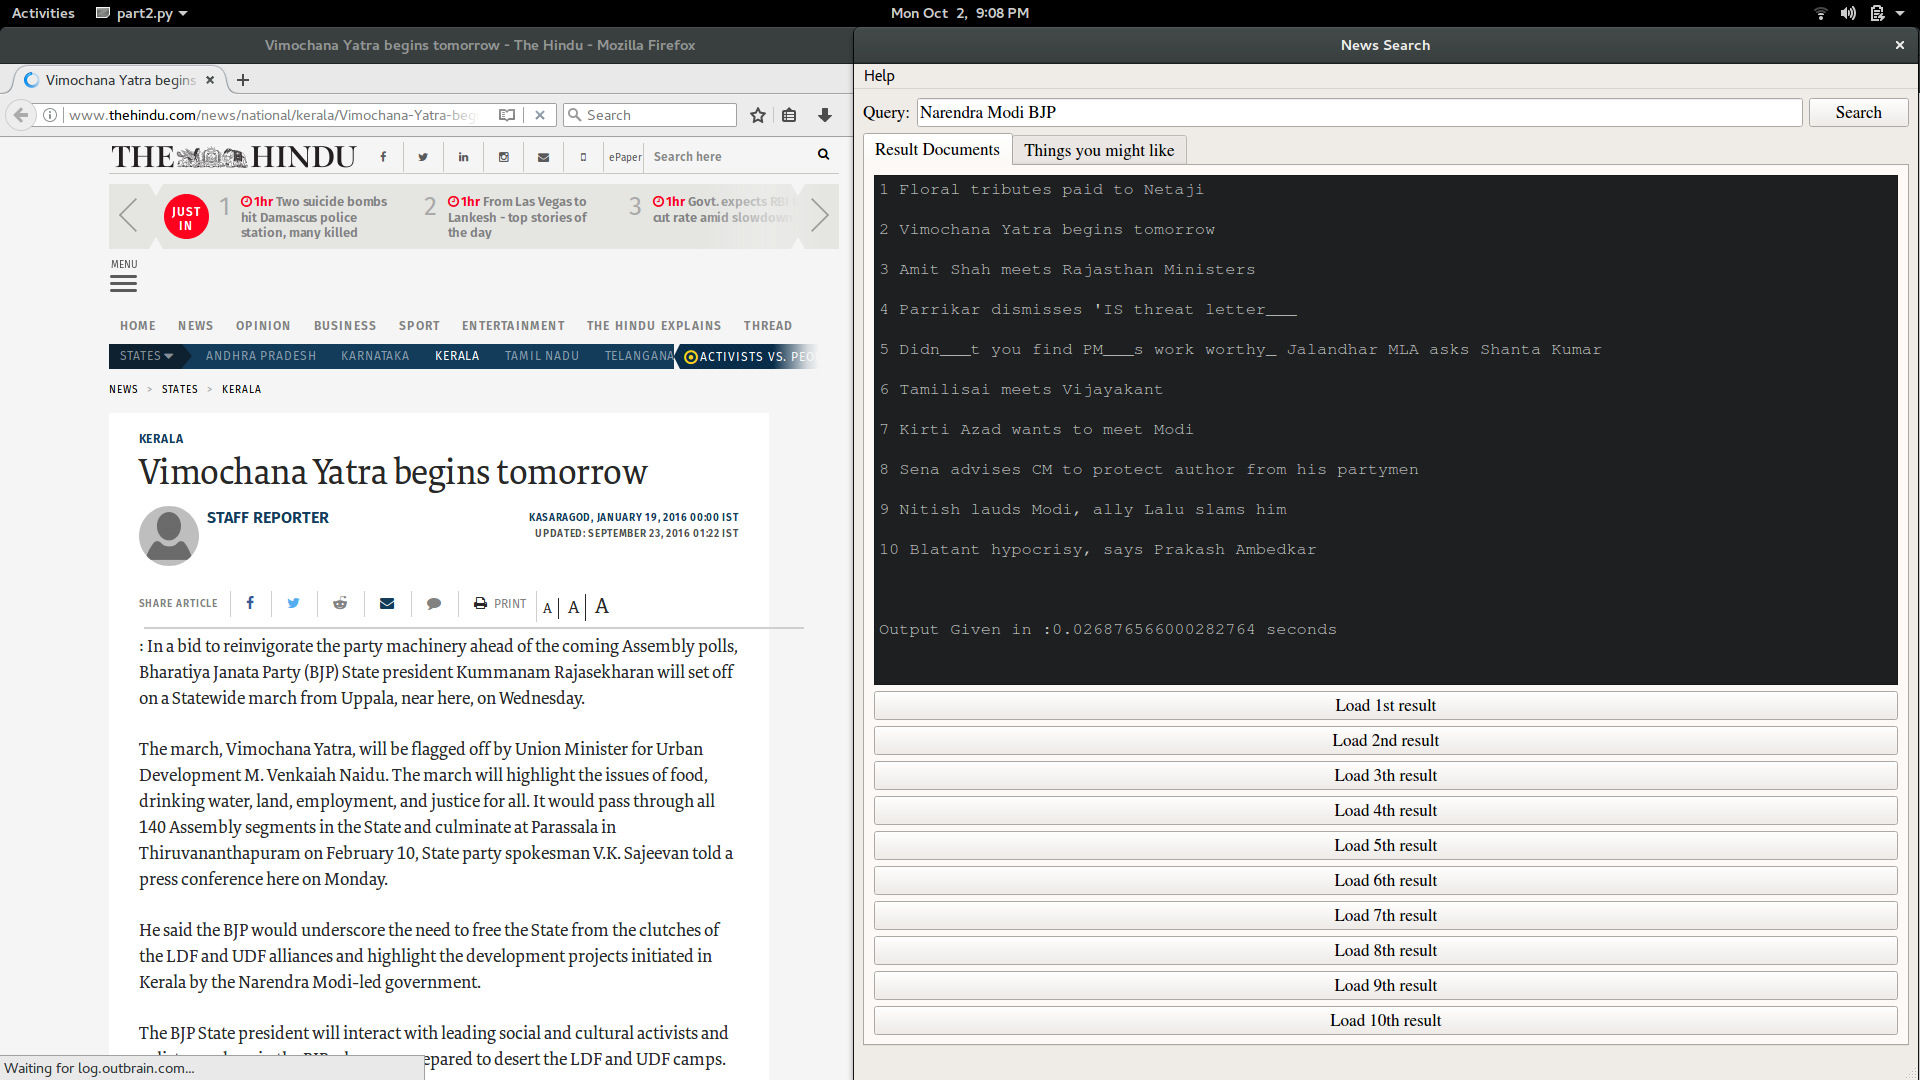 Activities part2.py Mon Oct 2, 9:08 PM
Vimochana Yatra begins tomorrow - The Hindu - Mozilla Firefox
Vimochana Yatra begins
www.thehindu.com/news/national/kerala/Vimochana-Yatra-beg
Search
THE HINDU
ePaper
Search here
JUST IN
1 1hr Two suicide bombs
hit Damascus police
station, many killed
2 1hr From Las Vegas to
Lankesh - top stories of
the day
3 1hr Govt. expects RBI
cut rate amid slowdown
MENU
HOME NEWS OPINION BUSINESS SPORT ENTERTAINMENT THE HINDU EXPLAINS THREAD
STATES ANDHRA PRADESH KARNATAKA KERALA TAMIL NADU TELANGANA ACTIVISTS VS. PEO
NEWS > STATES > KERALA
KERALA
Vimochana Yatra begins tomorrow
STAFF REPORTER
KASARAGOD, JANUARY 19, 2016 00:00 IST
UPDATED: SEPTEMBER 23, 2016 01:22 IST
SHARE ARTICLE PRINT A A A
: In a bid to reinvigorate the party machinery ahead of the coming Assembly polls,
Bharatiya Janata Party (BJP) State president Kummanam Rajasekharan will set off
on a Statewide march from Uppala, near here, on Wednesday.
The march, Vimochana Yatra, will be flagged off by Union Minister for Urban
Development M. Venkaiah Naidu. The march will highlight the issues of food,
drinking water, land, employment, and justice for all. It would pass through all
140 Assembly segments in the State and culminate at Parassala in
Thiruvananthapuram on February 10, State party spokesman V.K. Sajeevan told a
press conference here on Monday.
He said the BJP would underscore the need to free the State from the clutches of
the LDF and UDF alliances and highlight the development projects initiated in
Kerala by the Narendra Modi-led government.
The BJP State president will interact with leading social and cultural activists and
epared to desert the LDF and UDF camps.
Waiting for log.outbrain.com...
News Search
Help
Query: Narendra Modi BJP Search
Result Documents Things you might like
1 Floral tributes paid to Netaji
2 Vimochana Yatra begins tomorrow
3 Amit Shah meets Rajasthan Ministers
4 Parrikar dismisses 'IS threat letter___
5 Didn___t you find PM___s work worthy_ Jalandhar MLA asks Shanta Kumar
6 Tamilisai meets Vijayakant
7 Kirti Azad wants to meet Modi
8 Sena advises CM to protect author from his partymen
9 Nitish lauds Modi, ally Lalu slams him
10 Blatant hypocrisy, says Prakash Ambedkar
Output Given in :0.026876566000282764 seconds
Load 1st result
Load 2nd result
Load 3th result
Load 4th result
Load 5th result
Load 6th result
Load 7th result
Load 8th result
Load 9th result
Load 10th result